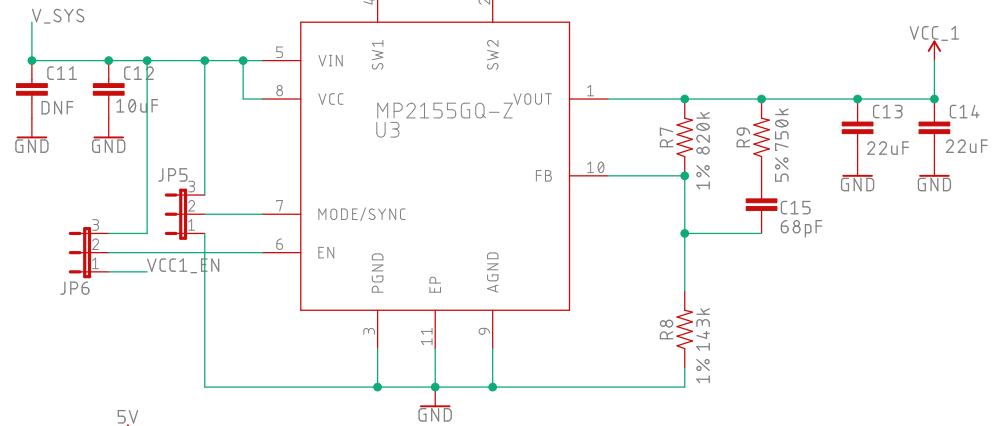 4
2
V_SYS
VCC_1
5
VIN
SW1
SW2
C11
C12
DNF
10uF
8
VCC
MP2155GQ-Z
U3
VOUT
1
GND
GND
R7
1% 820k
R9
5% 750k
C13
22uF
C14
22uF
JP5
3
2
1
FB
10
GND
GND
7
MODE/SYNC
C15
68pF
3
2
1
6
EN
VCC1_EN
JP6
PGND
EP
AGND
3
11
9
R8
1% 143k
GND
5V